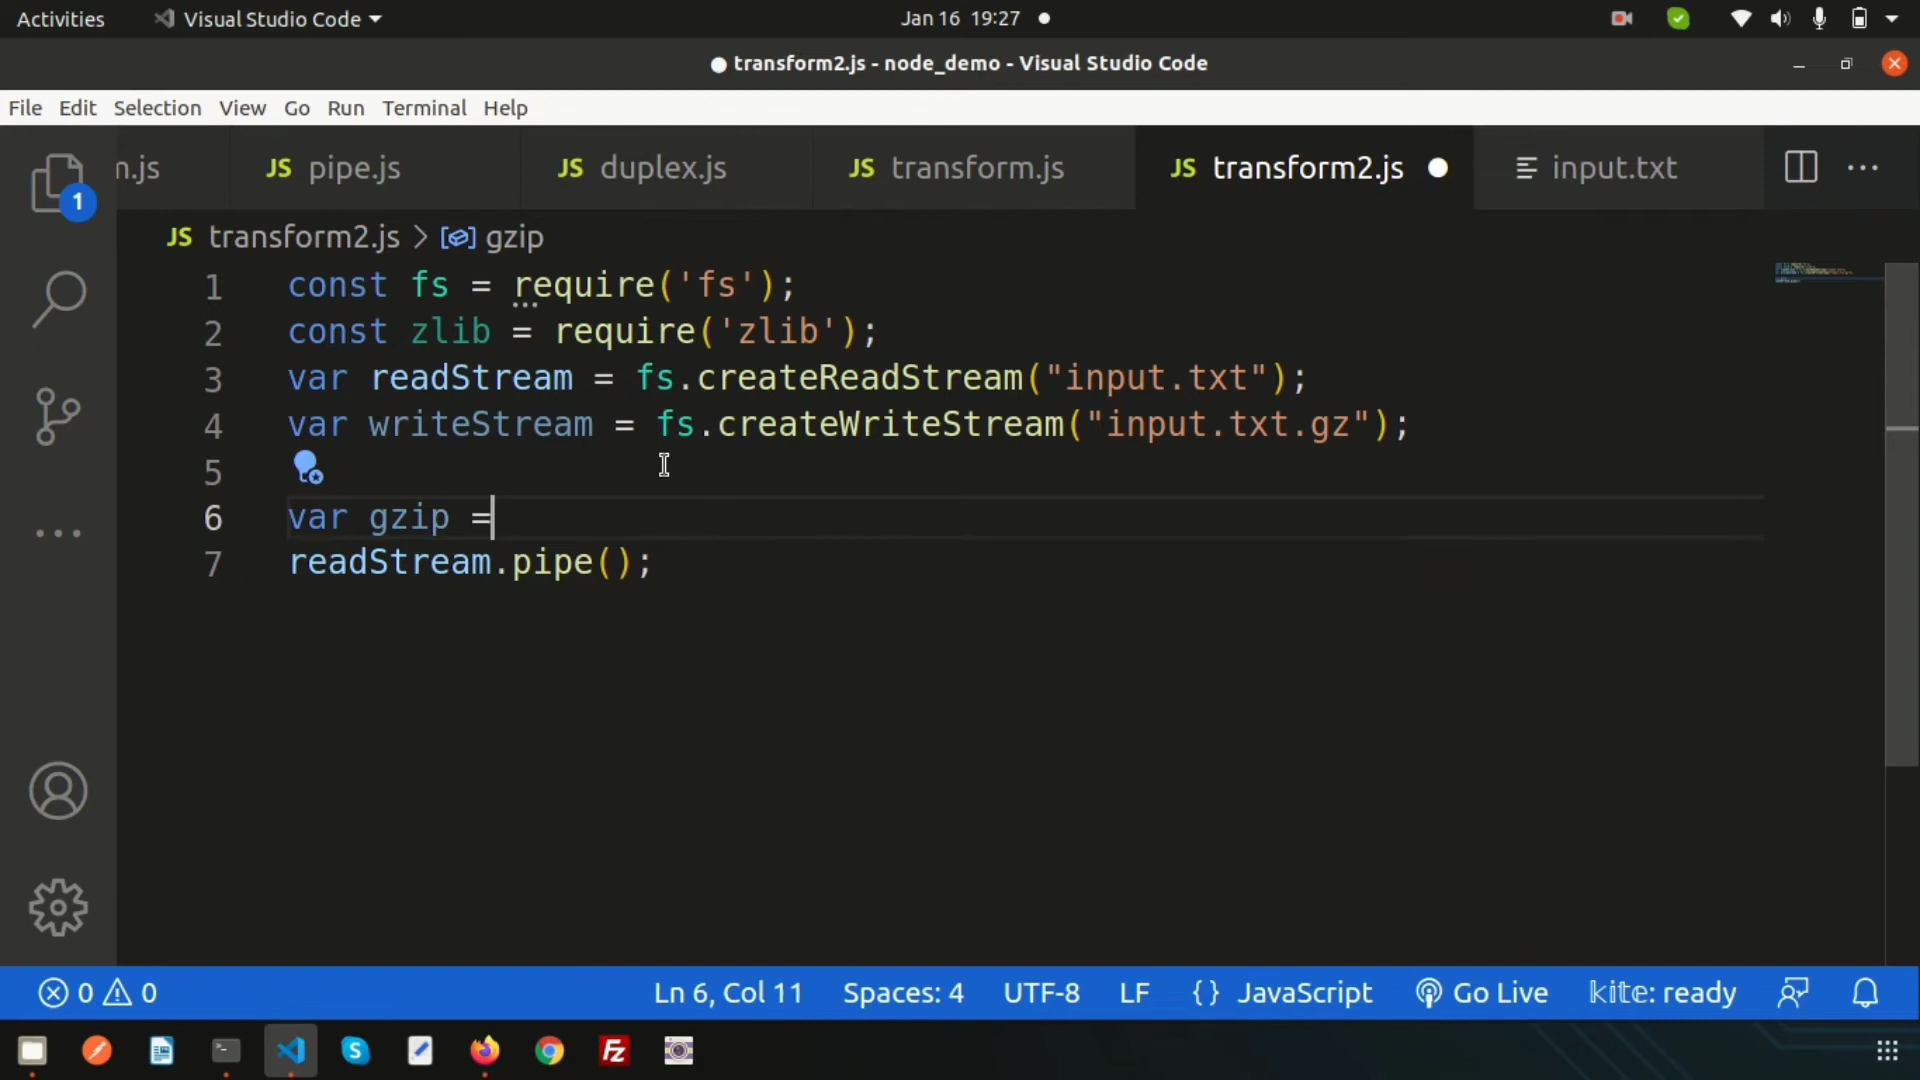 Activities Visual Studio Code Jan 16 19:27
transform2.js - node_demo - Visual Studio Code
File Edit Selection View Go Run Terminal Help
1 n.js JS pipe.js JS duplex.js JS transform.js JS transform2.js input.txt ...
JS transform2.js > gzip
1 const fs = require('fs');
2 const zlib = require('zlib');
3 var readStream = fs.createReadStream("input.txt");
4 var writeStream = fs.createWriteStream("input.txt.gz");
5
6 var gzip =
7 readStream.pipe();
0 0 Ln 6, Col 11 Spaces: 4 UTF-8 LF {} JavaScript Go Live kite: ready
S Fz